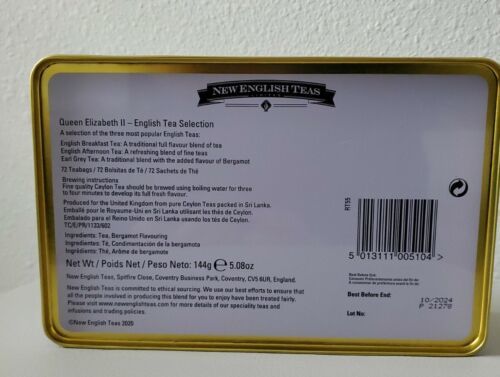 NEW ENGLISH TEAS
Queen Elizabeth II – English Tea Selection
A selection of the three most popular English Teas:
English Breakfast Tea: A traditional full flavour blend of tea
English Afternoon Tea: A refreshing blend of fine teas
Earl Grey Tea: A traditional blend with the added flavour of Bergamot
72 Teabags / 72 Bolsitas de Té / 72 Sachets de Thé
Brewing instructions
Fine quality Ceylon Tea should be brewed using boiling water for three
to four minutes to develop its full fresh flavour.
Produced for the United Kingdom from pure Ceylon Teas packed in Sri Lanka.
Emballé pour le Royaume-Uni en Sri Lanka utilisant les thés de Ceylon.
Embalado para el Reino Unido en Sri Lanka usando los tés de Ceylon.
TC/E/PR/1133/602
Ingredients: Tea, Bergamot Flavouring
Ingredientes: Té, Condimentación de la bergamota
Ingrédients: Thé, Arôme de bergamote
Net Wt / Poids Net / Peso Neto: 144g e 5.08oz
New English Teas, Spitfire Close, Coventry Business Park, Coventry, CV5 6UR, England.
New English Teas is committed to ethical sourcing. We use our best efforts to ensure that
all the people involved in producing this blend for you to enjoy have been treated fairly.
Please visit www.newenglishteas.com for more details of our speciality teas and
infusions and trading policies.
©New English Teas 2020
RT55
5 013111 005104 >
Best Before End:
Best Before End: 10/2024
Lot No: P 21278